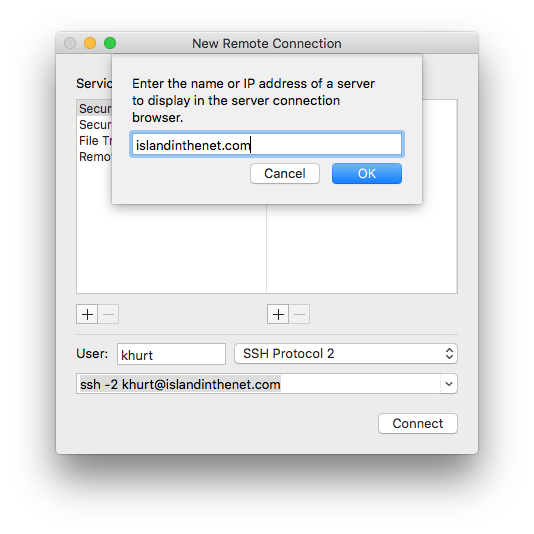 New Remote Connection
Enter the name or IP address of a server
to display in the server connection
browser.
islandinthenet.com
Cancel
OK
Servic
Secur
Secur
File Tr
Remo
User:
khurt
SSH Protocol 2
ssh -2 khurt@islandinthenet.com
Connect